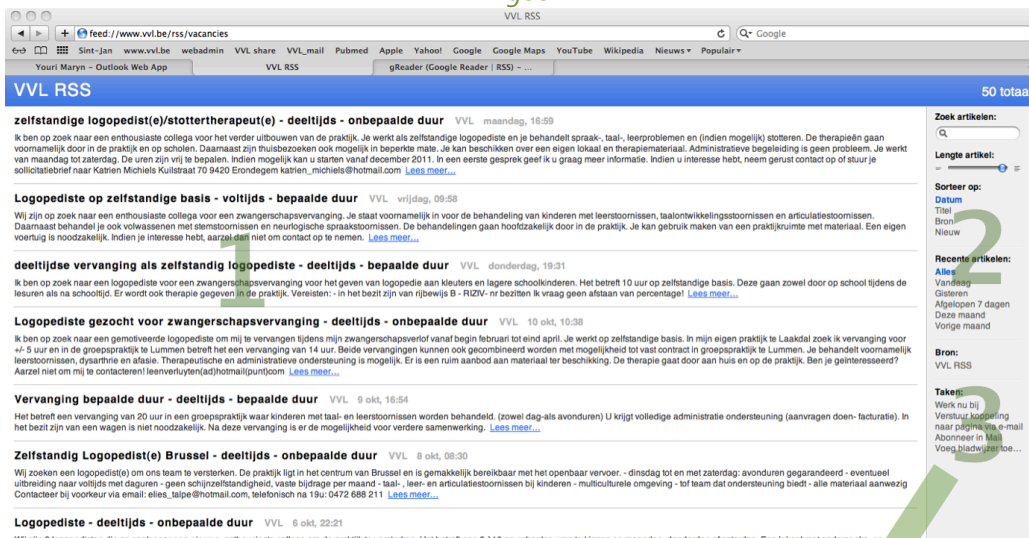 VVL RSS
feed://www.vvl.be/rss/vacancies
Google
Sint-Jan www.vvl.be webadmin VVL share VVL_mail Pubmed Apple Yahoo! Google Google Maps YouTube Wikipedia Nieuws Populair
Youri Maryn – Outlook Web App
VVL RSS
gReader (Google Reader | RSS) – ...
VVL RSS
50 totaa
zelfstandige logopedist(e)/stottertherapeut(e) - deeltijds - onbepaalde duur VVL maandag, 16:59
Ik ben op zoek naar een enthousiaste collega voor het verder uitbouwen van de praktijk. Je werkt als zelfstandige logopediste en je behandelt spraak-, taal-, leerproblemen en (indien mogelijk) stotteren. De therapieën gaan
voornamelijk door in de praktijk en op scholen. Daarnaast zijn thuisbezoeken ook mogelijk in beperkte mate. Je kan beschikken over een eigen lokaal en therapiemateriaal. Administratieve begeleiding is geen probleem. Je werkt
van maandag tot zaterdag. De uren zijn vrij te bepalen. Indien mogelijk kan u starten vanaf december 2011. In een eerste gesprek geef ik u graag meer informatie. Indien u interesse hebt, neem gerust contact op of stuur je
sollicitatiebrief naar Katrien Michiels Kuilstraat 70 9420 Erondegem katrien_michiels@hotmail.com Lees meer...
Logopediste op zelfstandige basis - voltijds - bepaalde duur VVL vrijdag, 09:58
Wij zijn op zoek naar een enthousiaste collega voor een zwangerschapsvervanging. Je staat voornamelijk in voor de behandeling van kinderen met leerstoornissen, taalontwikkelingsstoornissen en articulatiestoornissen.
Daarnaast behandel je ook volwassenen met stemstoornissen en neurlogische spraakstoornissen. De behandelingen gaan hoofdzakelijk door in de praktijk. Je kan gebruik maken van een praktijkruimte met materiaal. Een eigen
voertuig is noodzakelijk. Indien je interesse hebt, aarzel dan niet om contact op te nemen. Lees meer...
deeltijdse vervanging als zelfstandig logopediste - deeltijds - bepaalde duur VVL donderdag, 19:31
Ik ben op zoek naar een logopediste voor een zwangerschapsvervanging voor het geven van logopedie aan kleuters en lagere schoolkinderen. Het betreft 10 uur op zelfstandige basis. Deze gaan zowel door op school tijdens de
lesuren als na schooltijd. Er wordt ook therapie gegeven in de praktijk. Vereisten: - in het bezit zijn van rijbewijs B - RIZIV- nr bezitten Ik vraag geen afstaan van percentage! Lees meer...
1
Logopediste gezocht voor zwangerschapsvervanging - deeltijds - onbepaalde duur VVL 10 okt, 10:38
Ik ben op zoek naar een gemotiveerde logopediste om mij te vervangen tijdens mijn zwangerschapsverlof vanaf begin februari tot eind april. Je werkt op zelfstandige basis. In mijn eigen praktijk te Laakdal zoek ik vervanging voor
+/- 5 uur en in de groepspraktijk te Lummen betreft het een vervanging van 14 uur. Beide vervangingen kunnen ook gecombineerd worden met mogelijkheid tot vast contract in groepspraktijk te Lummen. Je behandelt voornamelijk
leerstoornissen, dysarthrie en afasie. Therapeutische en administratieve ondersteuning is mogelijk. Er is een ruim aanbod aan materiaal ter beschikking. De therapie gaat door aan huis en op de praktijk. Ben je geïnteresseerd?
Aarzel niet om mij te contacteren! leenverluyten(ad)hotmail(punt)com Lees meer...
Vervanging bepaalde duur - deeltijds - bepaalde duur VVL 9 okt, 16:54
Het betreft een vervanging van 20 uur in een groepspraktijk waar kinderen met taal- en leerstoornissen worden behandeld. (zowel dag-als avonduren) U krijgt volledige administratie ondersteuning (aanvragen doen- facturatie). In
het bezit zijn van een wagen is niet noodzakelijk. Na deze vervanging is er de mogelijkheid voor verdere samenwerking. Lees meer...
Zelfstandig Logopedist(e) Brussel - deeltijds - onbepaalde duur VVL 8 okt, 08:30
Wij zoeken een logopedist(e) om ons team te versterken. De praktijk ligt in het centrum van Brussel en is gemakkelijk bereikbaar met het openbaar vervoer. - dinsdag tot en met zaterdag: avonduren gegarandeerd - eventueel
uitbreiding naar voltijds met daguren - geen schijnzelfstandigheid, vaste bijdrage per maand - taal- , leer- en articulatiestoornissen bij kinderen - multiculturele omgeving - tof team dat ondersteuning biedt - alle materiaal aanwezig
Contacteer bij voorkeur via email: elies_talpe@hotmail.com, telefonisch na 19u: 0472 688 211 Lees meer...
Logopediste - deeltijds - onbepaalde duur VVL 6 okt, 22:21
Zoek artikelen:
Lengte artikel:
Sorteer op:
Datum
Titel
Bron
Nieuw
2
Recente artikelen:
Alles
Vandaag
Gisteren
Afgelopen 7 dagen
Deze maand
Vorige maand
Bron:
VVL RSS
Taken:
Werk nu bij
Verstuur koppeling
naar pagina via e-mail
Abonneer in Mail
Voeg bladwijzer toe...
3